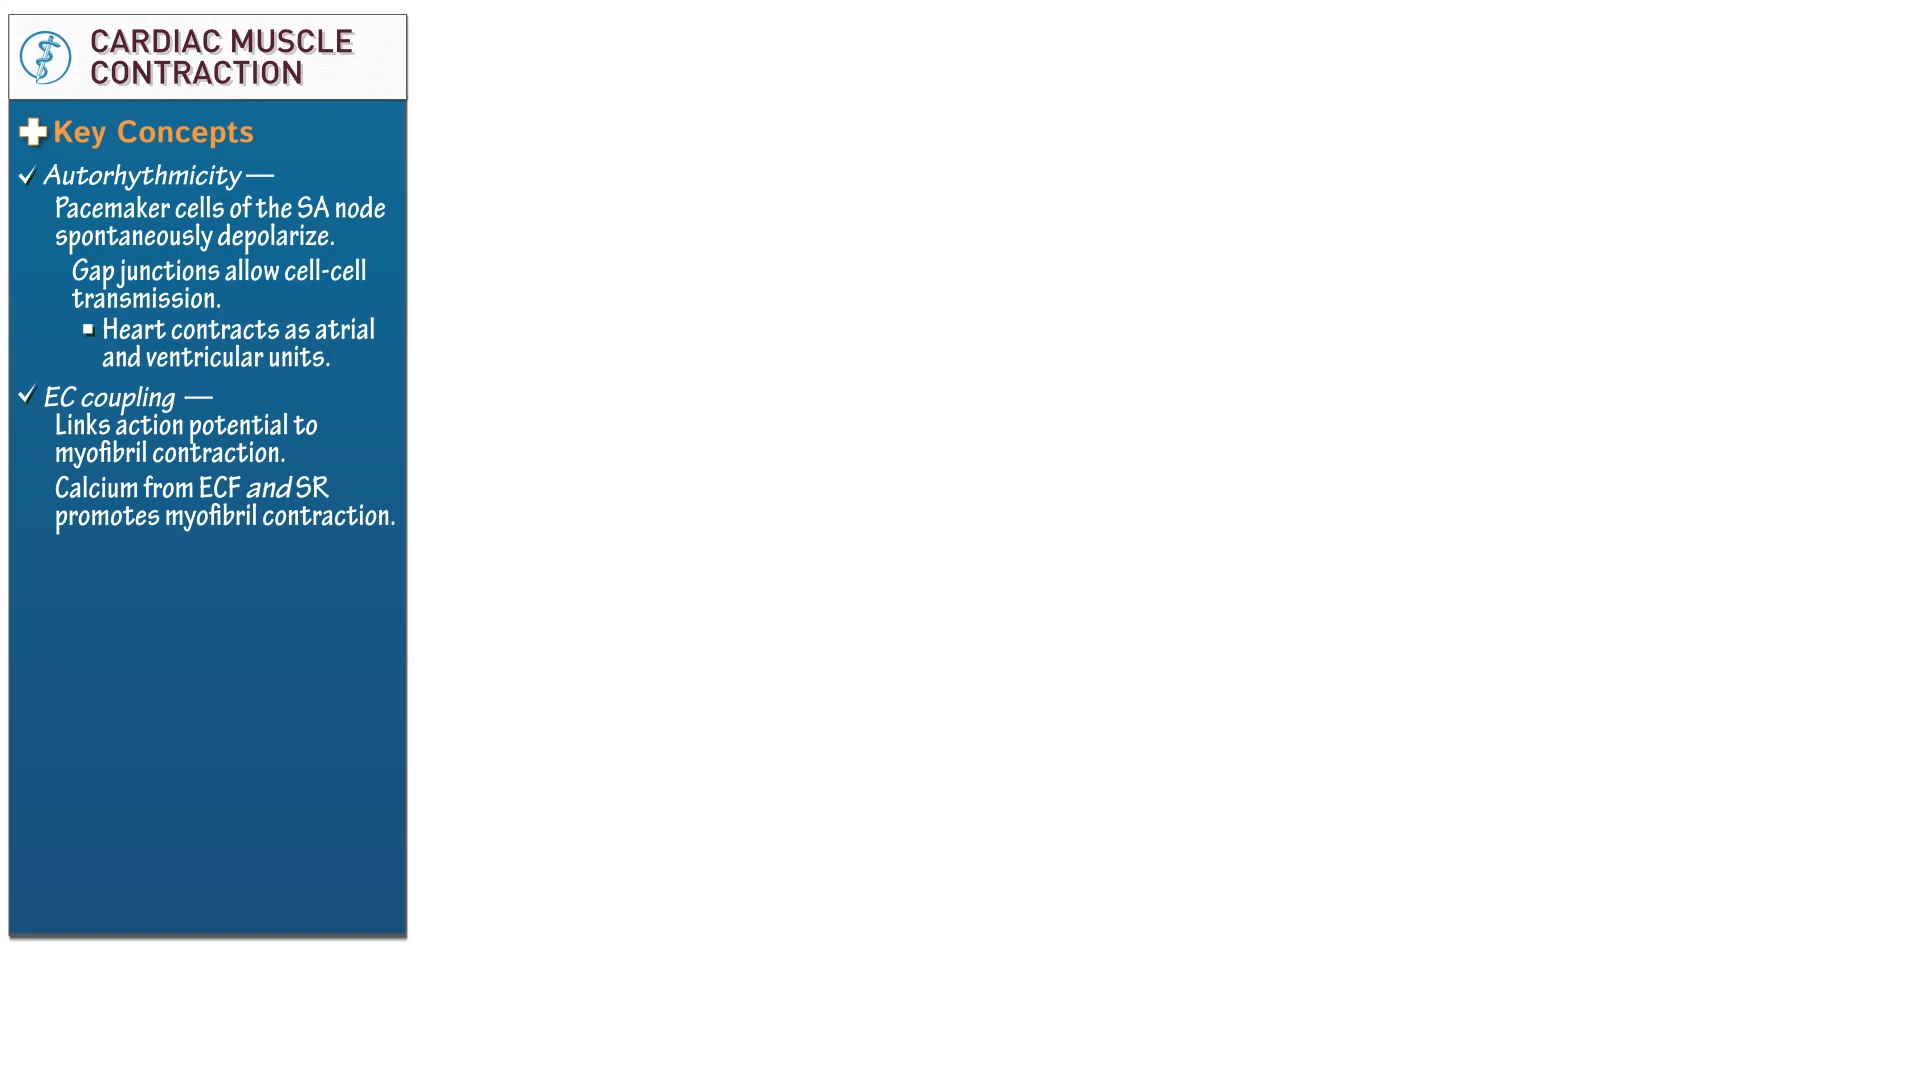 CARDIAC MUSCLE
CONTRACTION
Key Concepts
Autorhythmicity —
Pacemaker cells of the SA node
spontaneously depolarize.
Gap junctions allow cell-cell
transmission.
Heart contracts as atrial
and ventricular units.
EC coupling —
Links action potential to
myofibril contraction.
Calcium from ECF and SR
promotes myofibril contraction.